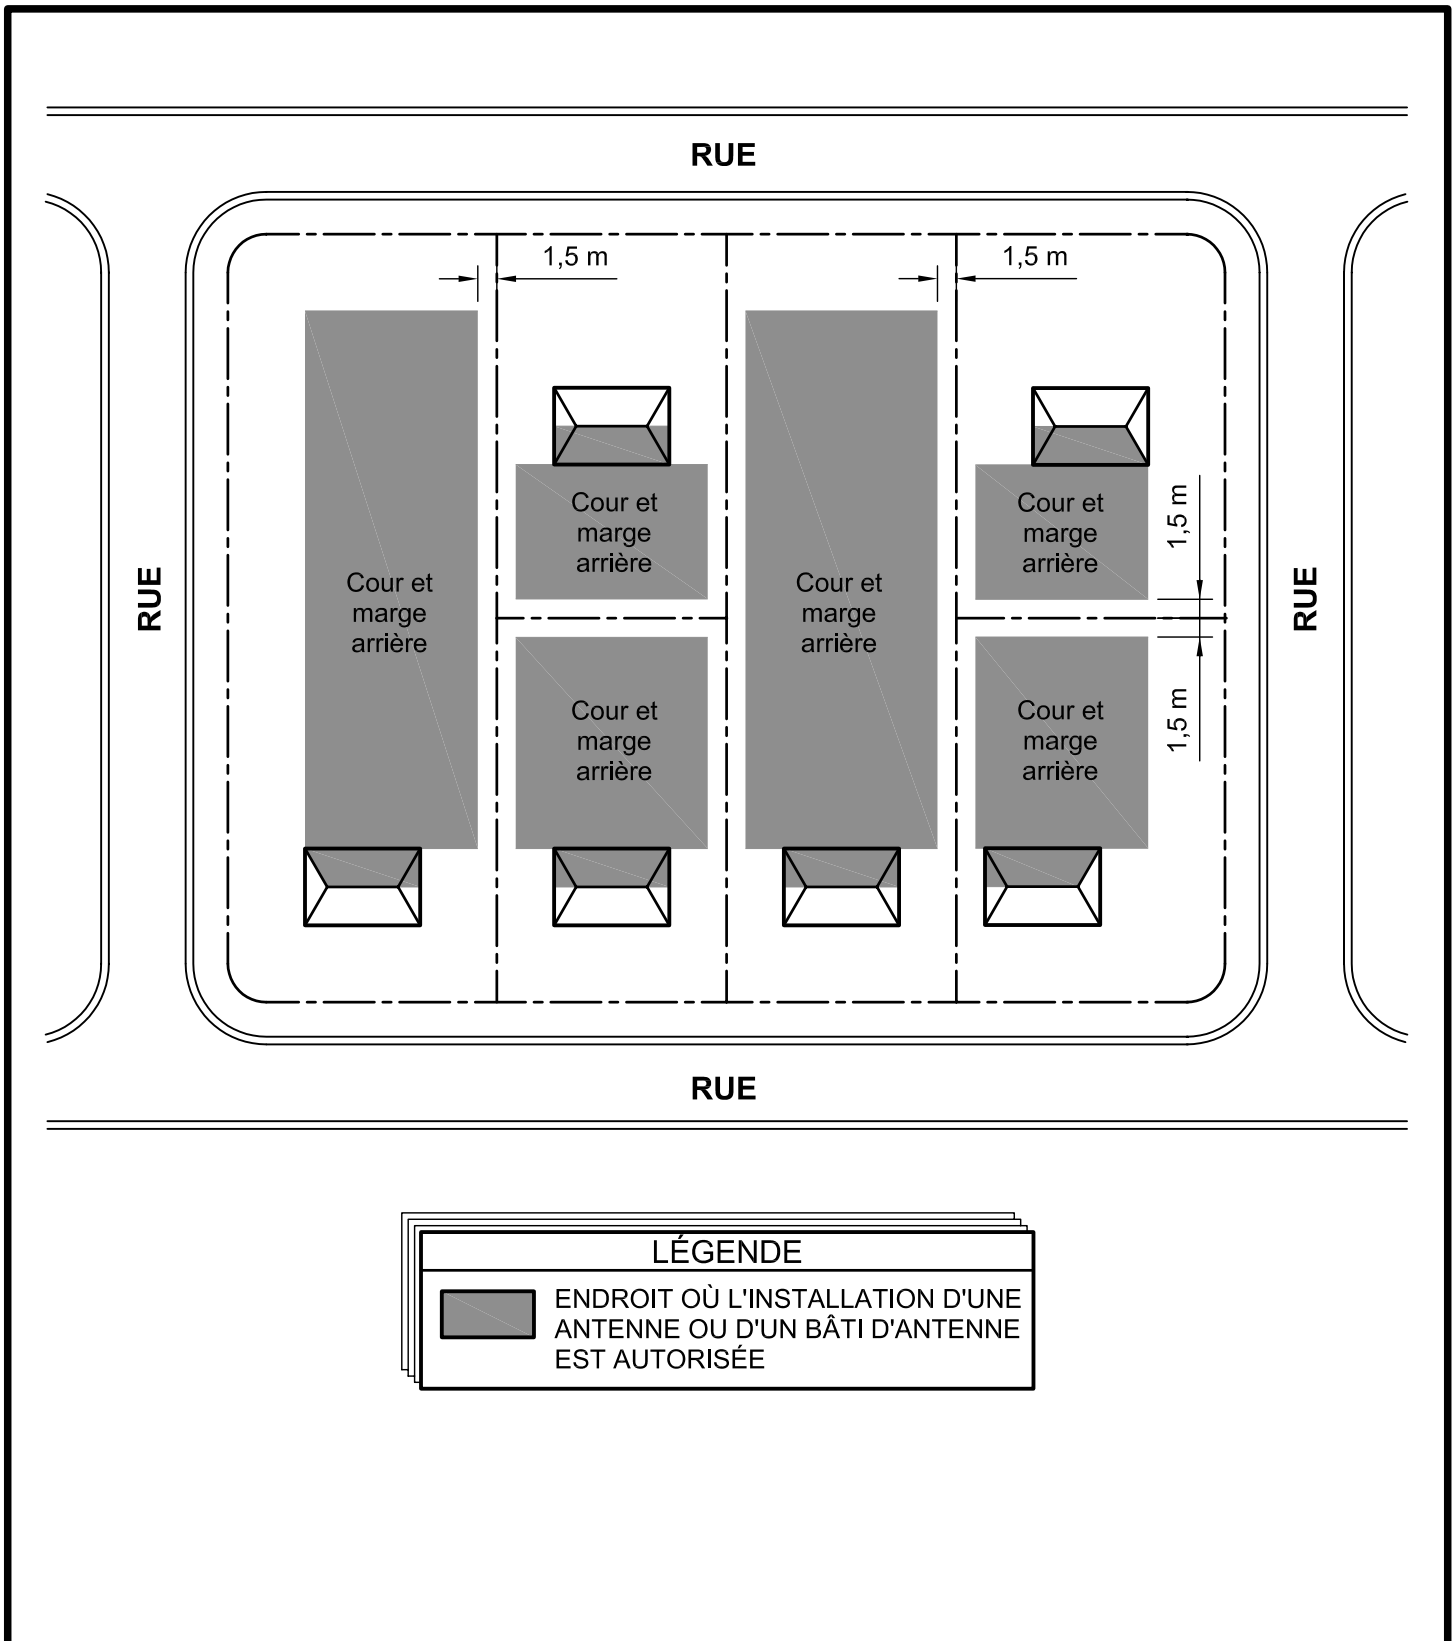 RUE
1,5 m
1,5 m
Cour et
marge
arrière
Cour et
marge
arrière
1,5 m
RUE
Cour et
marge
arrière
Cour et
marge
arrière
RUE
Cour et
marge
arrière
Cour et
marge
arrière
1,5 m
RUE
LÉGENDE
ENDROIT OÙ L'INSTALLATION D'UNE
ANTENNE OU D'UN BÂTI D'ANTENNE
EST AUTORISÉE